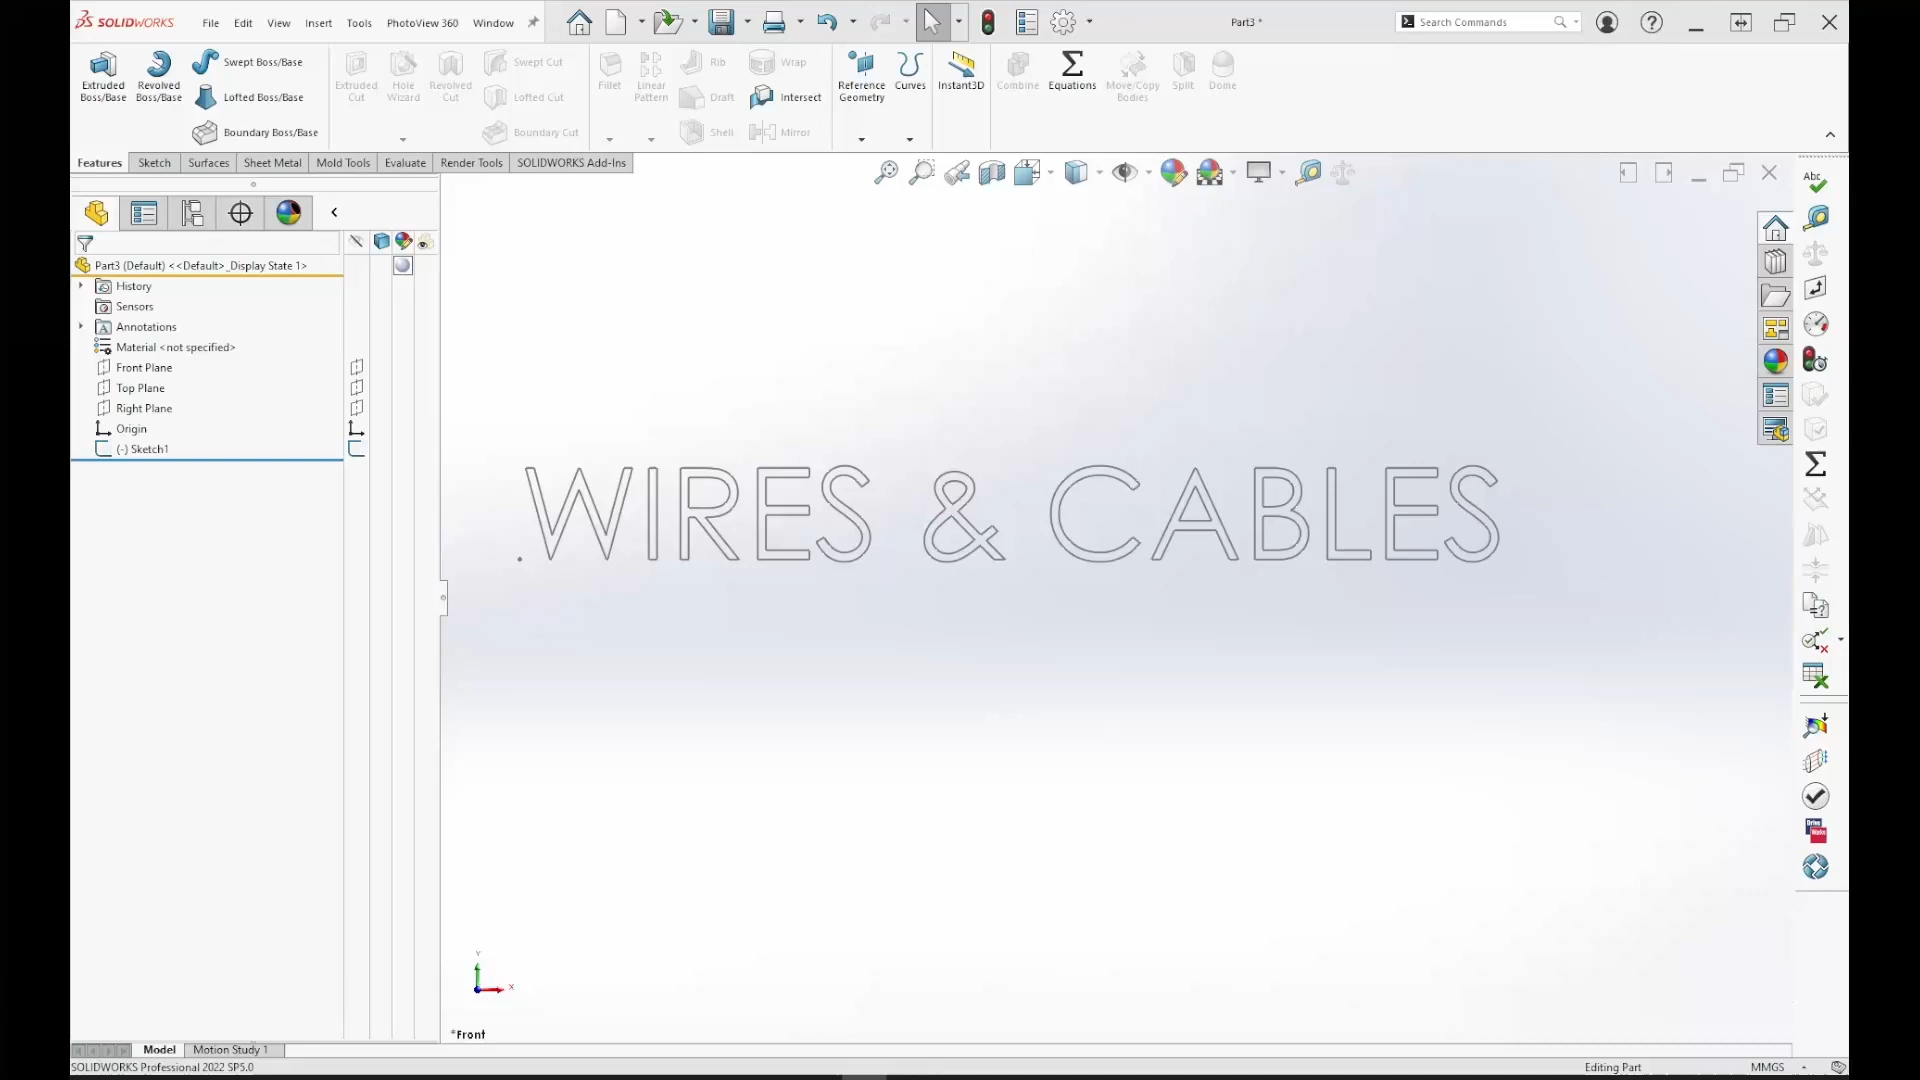 SOLIDWORKS File Edit View Insert Tools PhotoView 360 Window Part3 * Search Commands
Extruded Boss/Base
Revolved Boss/Base
Swept Boss/Base
Lofted Boss/Base
Boundary Boss/Base
Extruded Cut
Hole Wizard
Revolved Cut
Swept Cut
Lofted Cut
Boundary Cut
Fillet
Linear Pattern
Rib
Draft
Shell
Wrap
Intersect
Mirror
Reference Geometry
Curves
Instant3D
Combine
Equations
Move/Copy Bodies
Split
Dome
Features Sketch Surfaces Sheet Metal Mold Tools Evaluate Render Tools SOLIDWORKS Add-Ins
Abc
Part3 (Default) <<Default>_Display State 1>
History
Sensors
Annotations
Material <not specified>
Front Plane
Top Plane
Right Plane
Origin
(-) Sketch1
WIRES & CABLES
Y
X
*Front
Model Motion Study 1
SOLIDWORKS Professional 2022 SP5.0 Editing Part MMGS